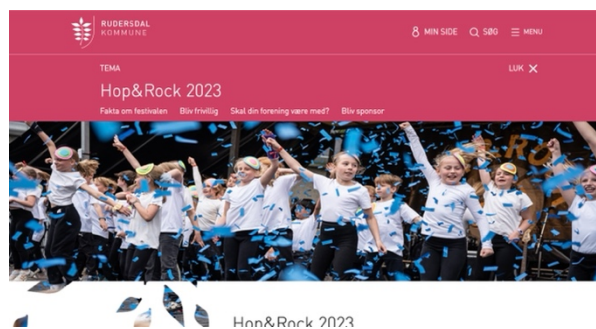 RUDERSDAL
KOMMUNE
MIN SIDE
SØG
MENU
TEMA
LUK
Hop&Rock 2023
Fakta om festivalen
Bliv frivillig
Skal din forening være med?
Bliv sponsor
Hop&Rock 2023